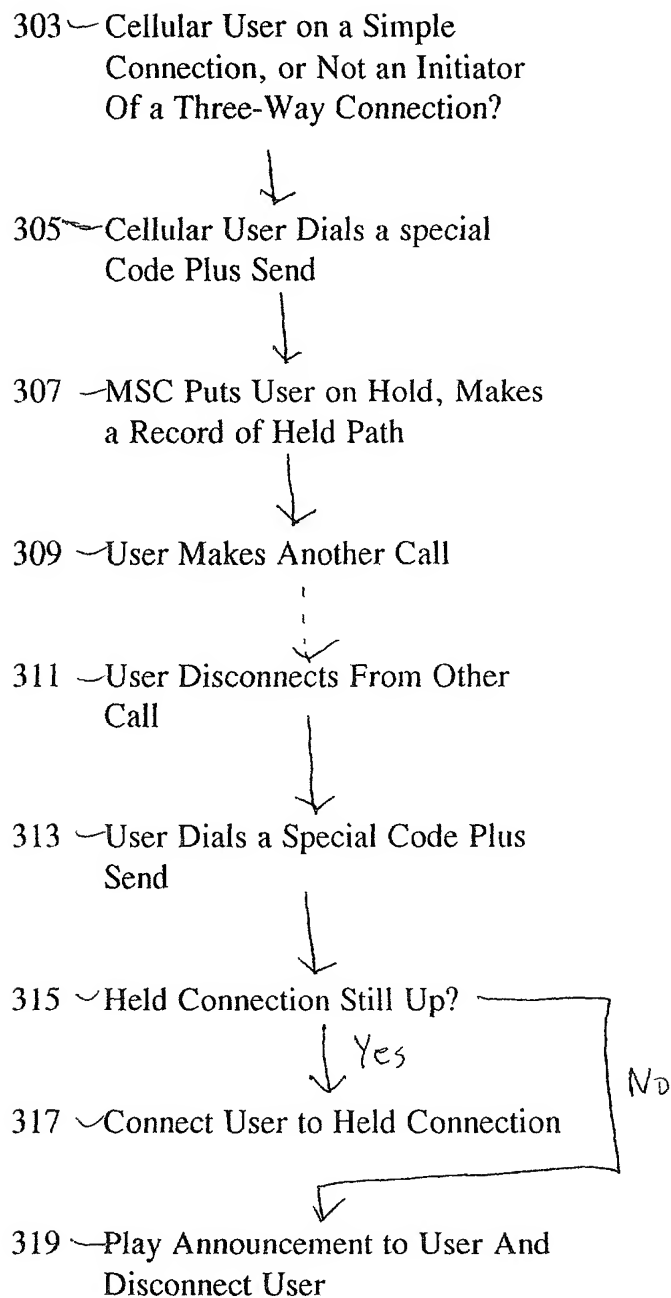 303 Cellular User on a Simple
Connection, or Not an Initiator
Of a Three-Way Connection?
305 Cellular User Dials a special
Code Plus Send
307 MSC Puts User on Hold, Makes
a Record of Held Path
309 User Makes Another Call
311 User Disconnects From Other
Call
313 User Dials a Special Code Plus
Send
315 Held Connection Still Up?
Yes
No
317 Connect User to Held Connection
319 Play Announcement to User And
Disconnect User